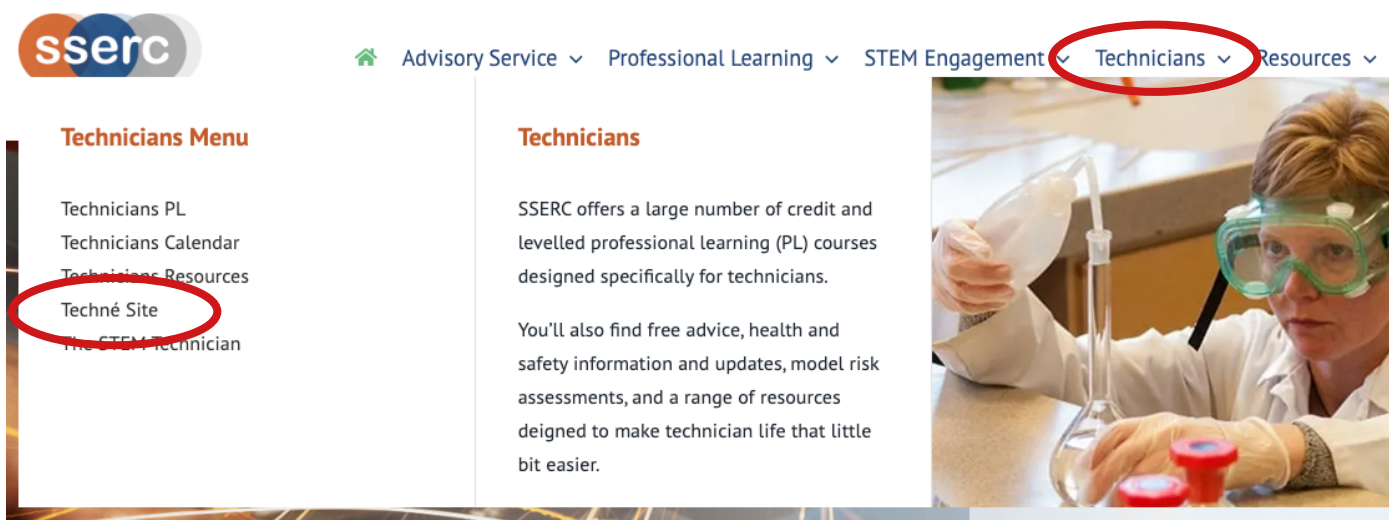 sserc
Advisory Service Professional Learning STEM Engagement Technicians Resources
Technicians Menu
Technicians PL
Technicians Calendar
Technicians Resources
Techné Site
The STEM Technician
Technicians
SSERC offers a large number of credit and
levelled professional learning (PL) courses
designed specifically for technicians.
You'll also find free advice, health and
safety information and updates, model risk
assessments, and a range of resources
deigned to make technician life that little
bit easier.